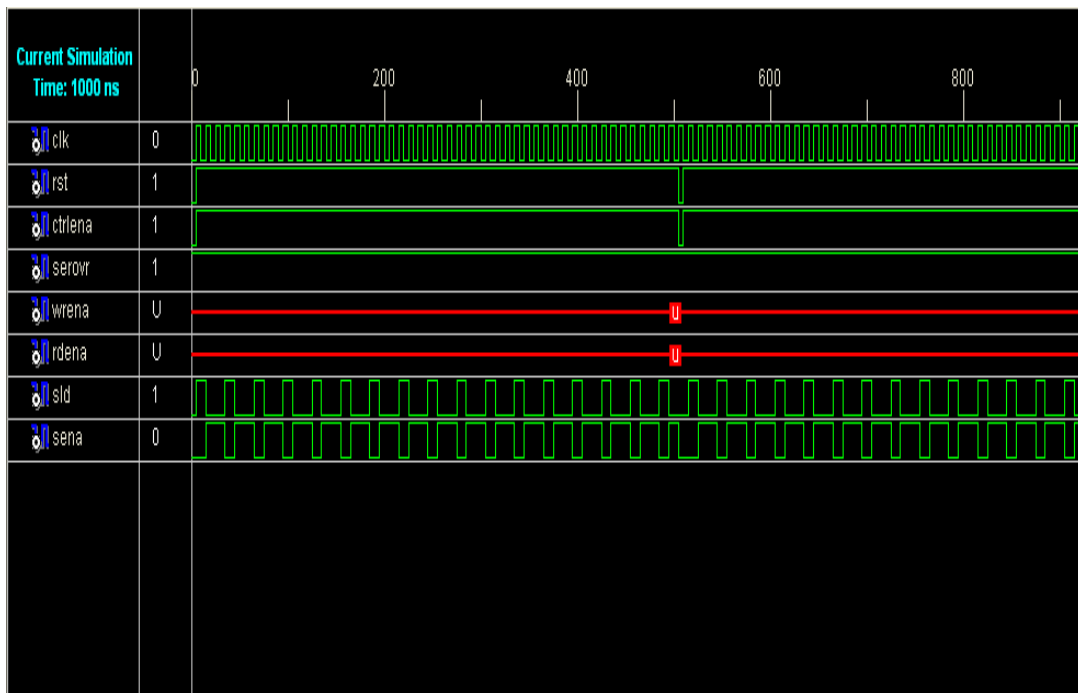 Current Simulation
Time: 1000 ns
0 200 400 600 800
clk 0
rst 1
ctrlena 1
serovr 1
wrena U U
rdena U U
sld 1
sena 0